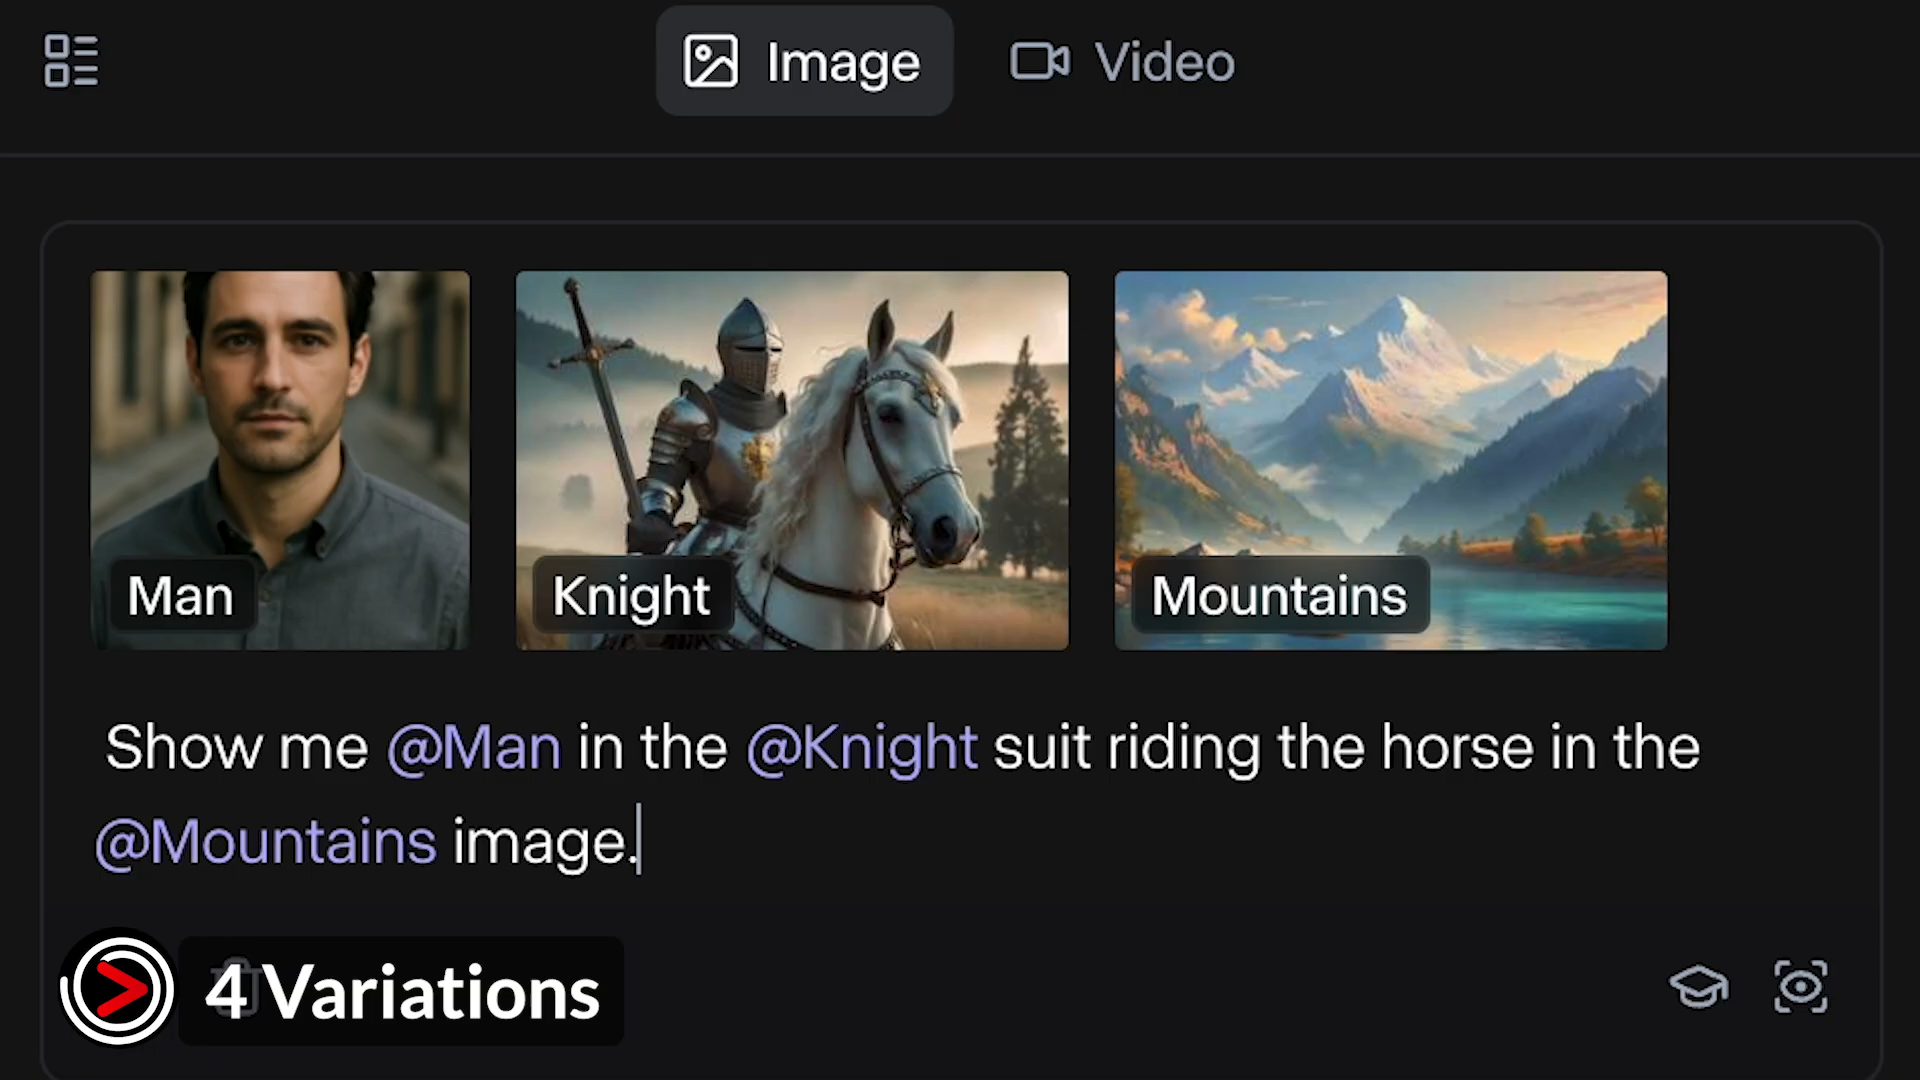 Image
Video
Man
Knight
Mountains
Show me @Man in the @Knight suit riding the horse in the
@Mountains image.
4 Variations